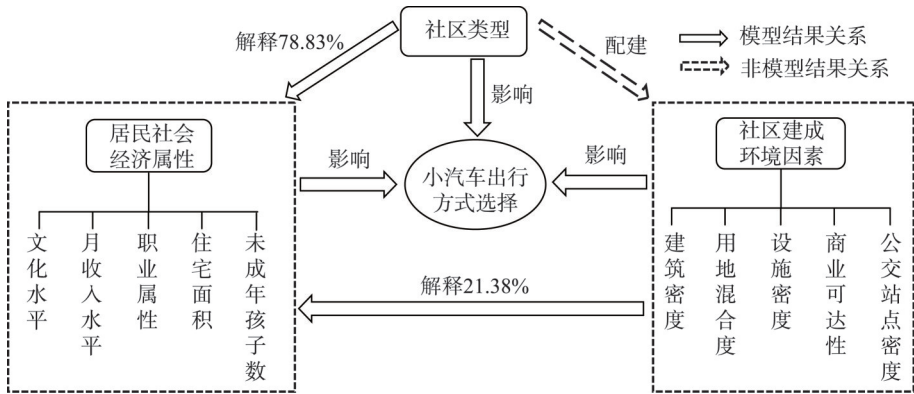 社区类型
解释78.83%
配建
模型结果关系
非模型结果关系
影响
居民社会
经济属性
社区建成
环境因素
影响
小汽车出行
方式选择
影响
文化水平
月收入水平
职业属性
住宅面积
未成年孩子数
建筑密度
用地混合度
设施密度
商业可达性
公交站点密度
解释21.38%